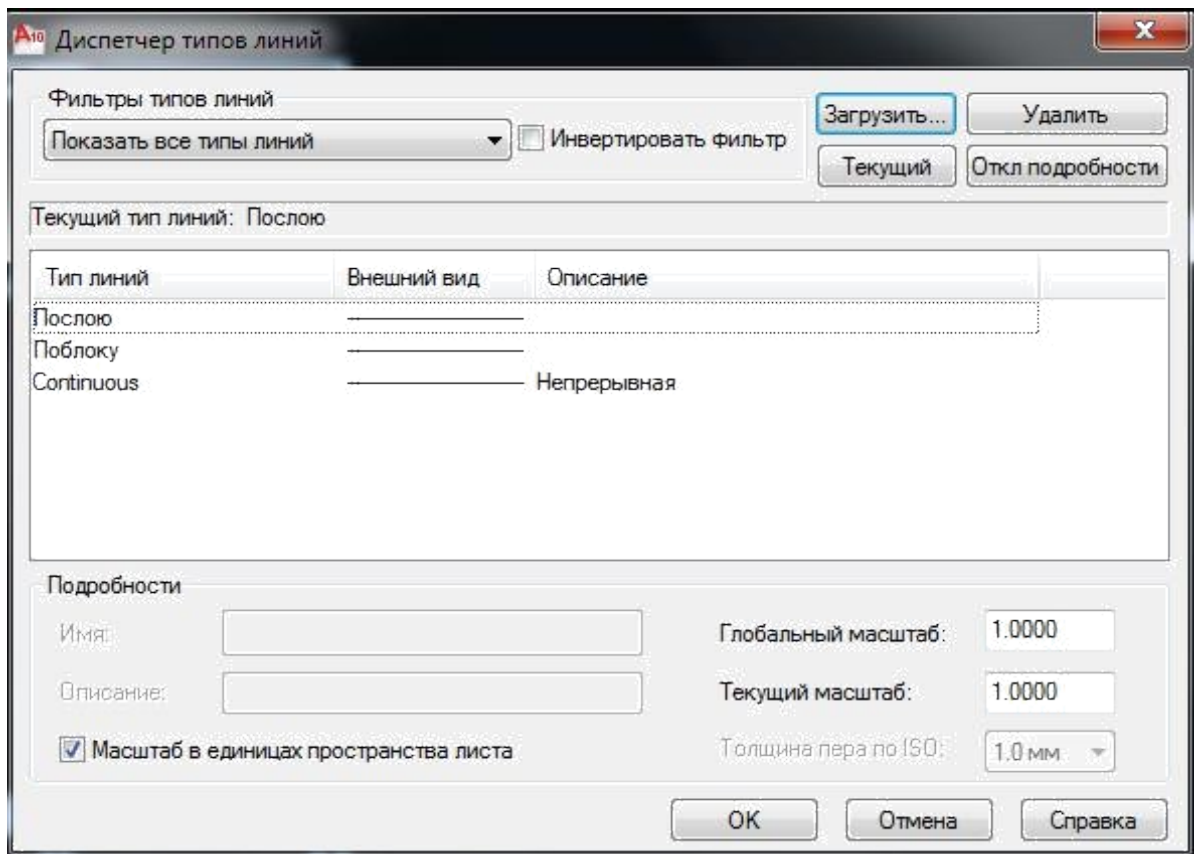 A10 Диспетчер типов линий
Фильтры типов линий
Показать все типы линий
Инвертировать фильтр
Загрузить...
Удалить
Текущий
Откл подробности
Текущий тип линий: Послою
Тип линий Внешний вид Описание
Послою
Поблоку
Continuous Непрерывная
Подробности
Имя:
Глобальный масштаб: 1.0000
Описание:
Текущий масштаб: 1.0000
Масштаб в единицах пространства листа
Толщина пера по ISO: 1.0 мм
OK Отмена Справка